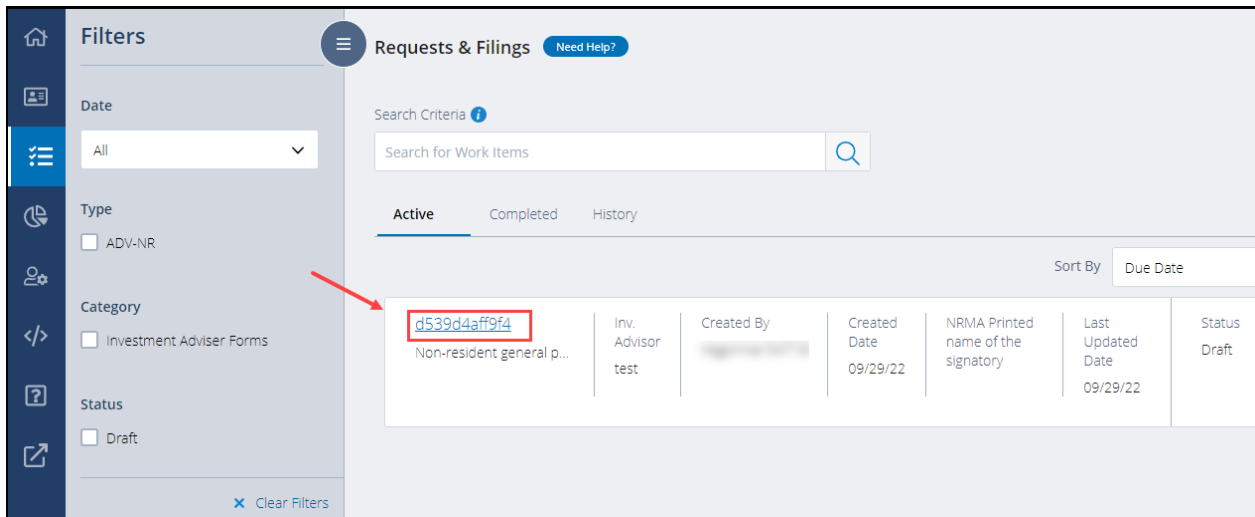 Filters
Date
All
Type
ADV-NR
Category
Investment Adviser Forms
Status
Draft
Clear Filters
Requests & Filings
Need Help?
Search Criteria
Search for Work Items
Active
Completed
History
Sort By
Due Date
d539d4aff9f4
Non-resident general p...
Inv.
Advisor
test
Created By
Created
Date
09/29/22
NRMA Printed
name of the
signatory
Last
Updated
Date
09/29/22
Status
Draft